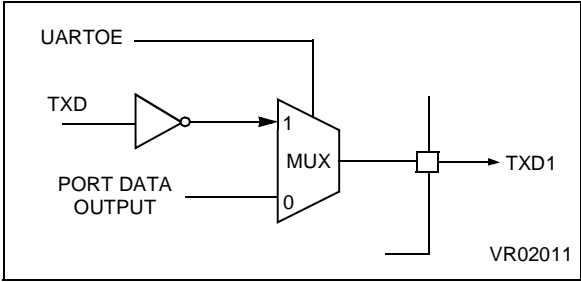 UARTOE
TXD
1
MUX
TXD1
PORT DATA
OUTPUT
0
VR02011